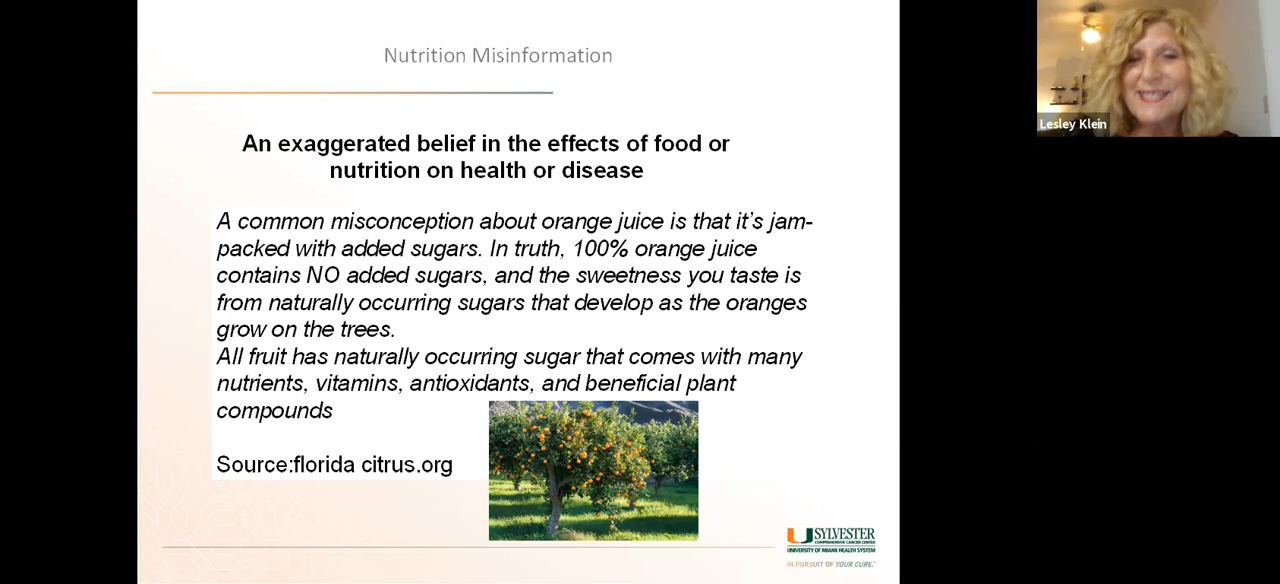 Nutrition Misinformation
An exaggerated belief in the effects of food or
nutrition on health or disease
A common misconception about orange juice is that it's jam-
packed with added sugars. In truth, 100% orange juice
contains NO added sugars, and the sweetness you taste is
from naturally occurring sugars that develop as the oranges
grow on the trees.
All fruit has naturally occurring sugar that comes with many
nutrients, vitamins, antioxidants, and beneficial plant
compounds
Source:florida citrus.org
SYLVESTER
COMPREHENSIVE CANCER CENTER
UNIVERSITY OF MIAMI HEALTH SYSTEM
IN PURSUIT OF YOUR CURE.™
Lesley Klein